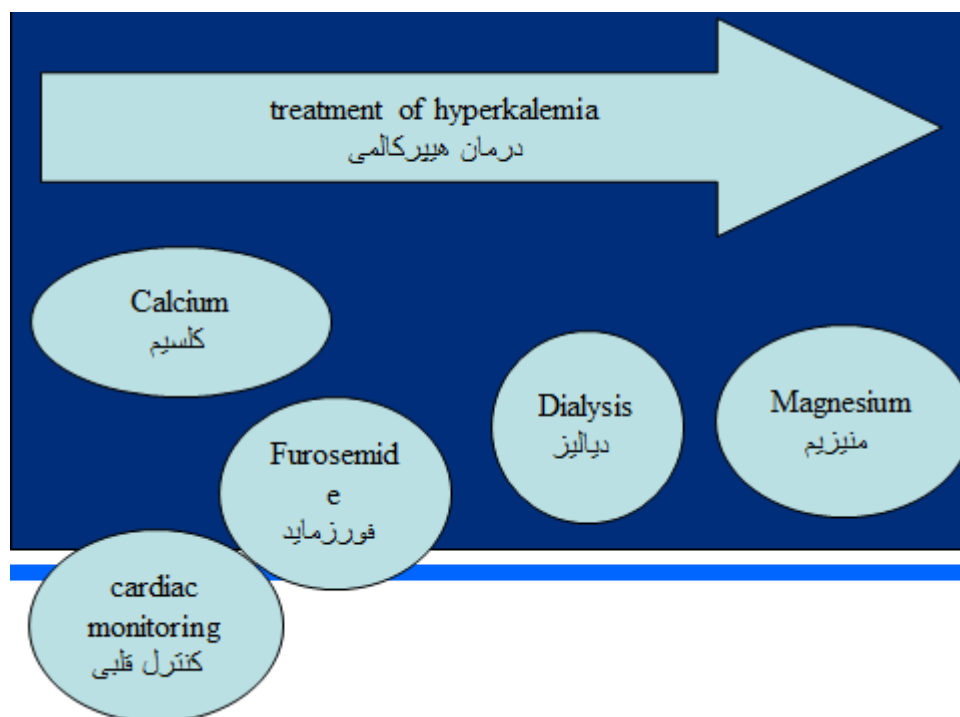 treatment of hyperkalemia
درمان هیپرکالمی
Calcium
کلسیم
Furosemid
e
فورزماید
Dialysis
دیالیز
Magnesium
منیزیم
cardiac
monitoring
کنترل قلبی